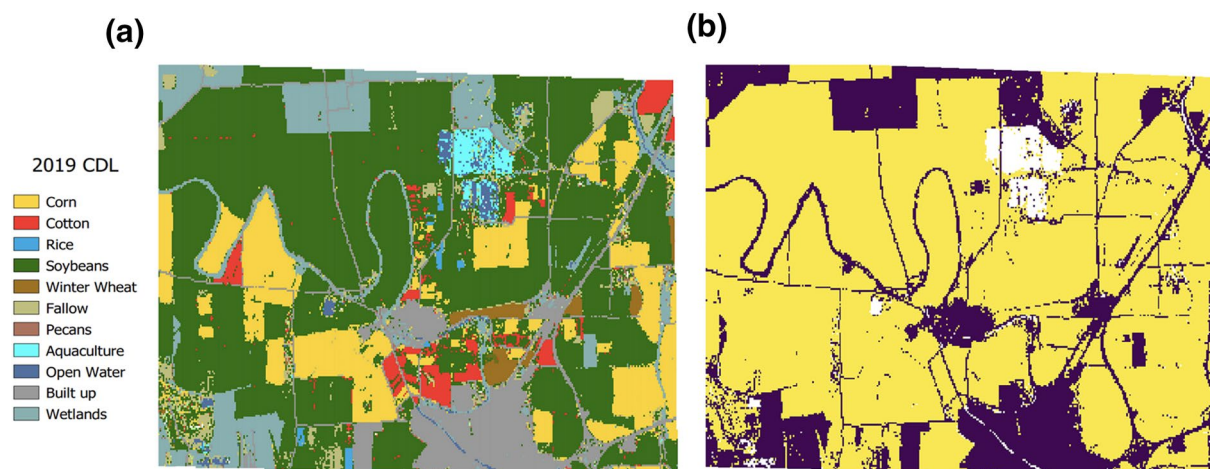 (a)
(b)
2019 CDL
Corn
Cotton
Rice
Soybeans
Winter Wheat
Fallow
Pecans
Aquaculture
Open Water
Built up
Wetlands